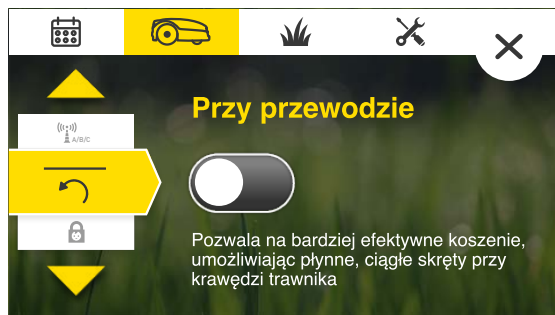 Przy przewodzie
A/B/C
Pozwala na bardziej efektywne koszenie,
umożliwiając płynne, ciągłe skręty przy
krawędzi trawnika